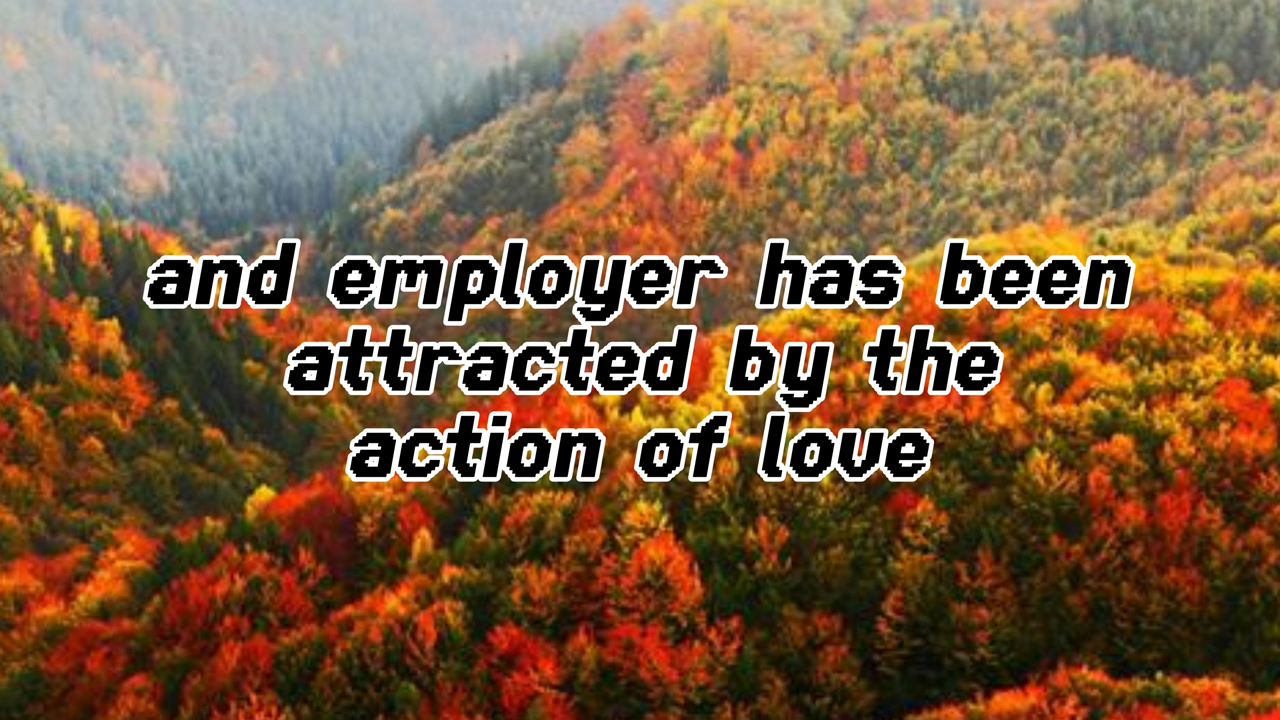 and employer has been
attracted by the
action of love